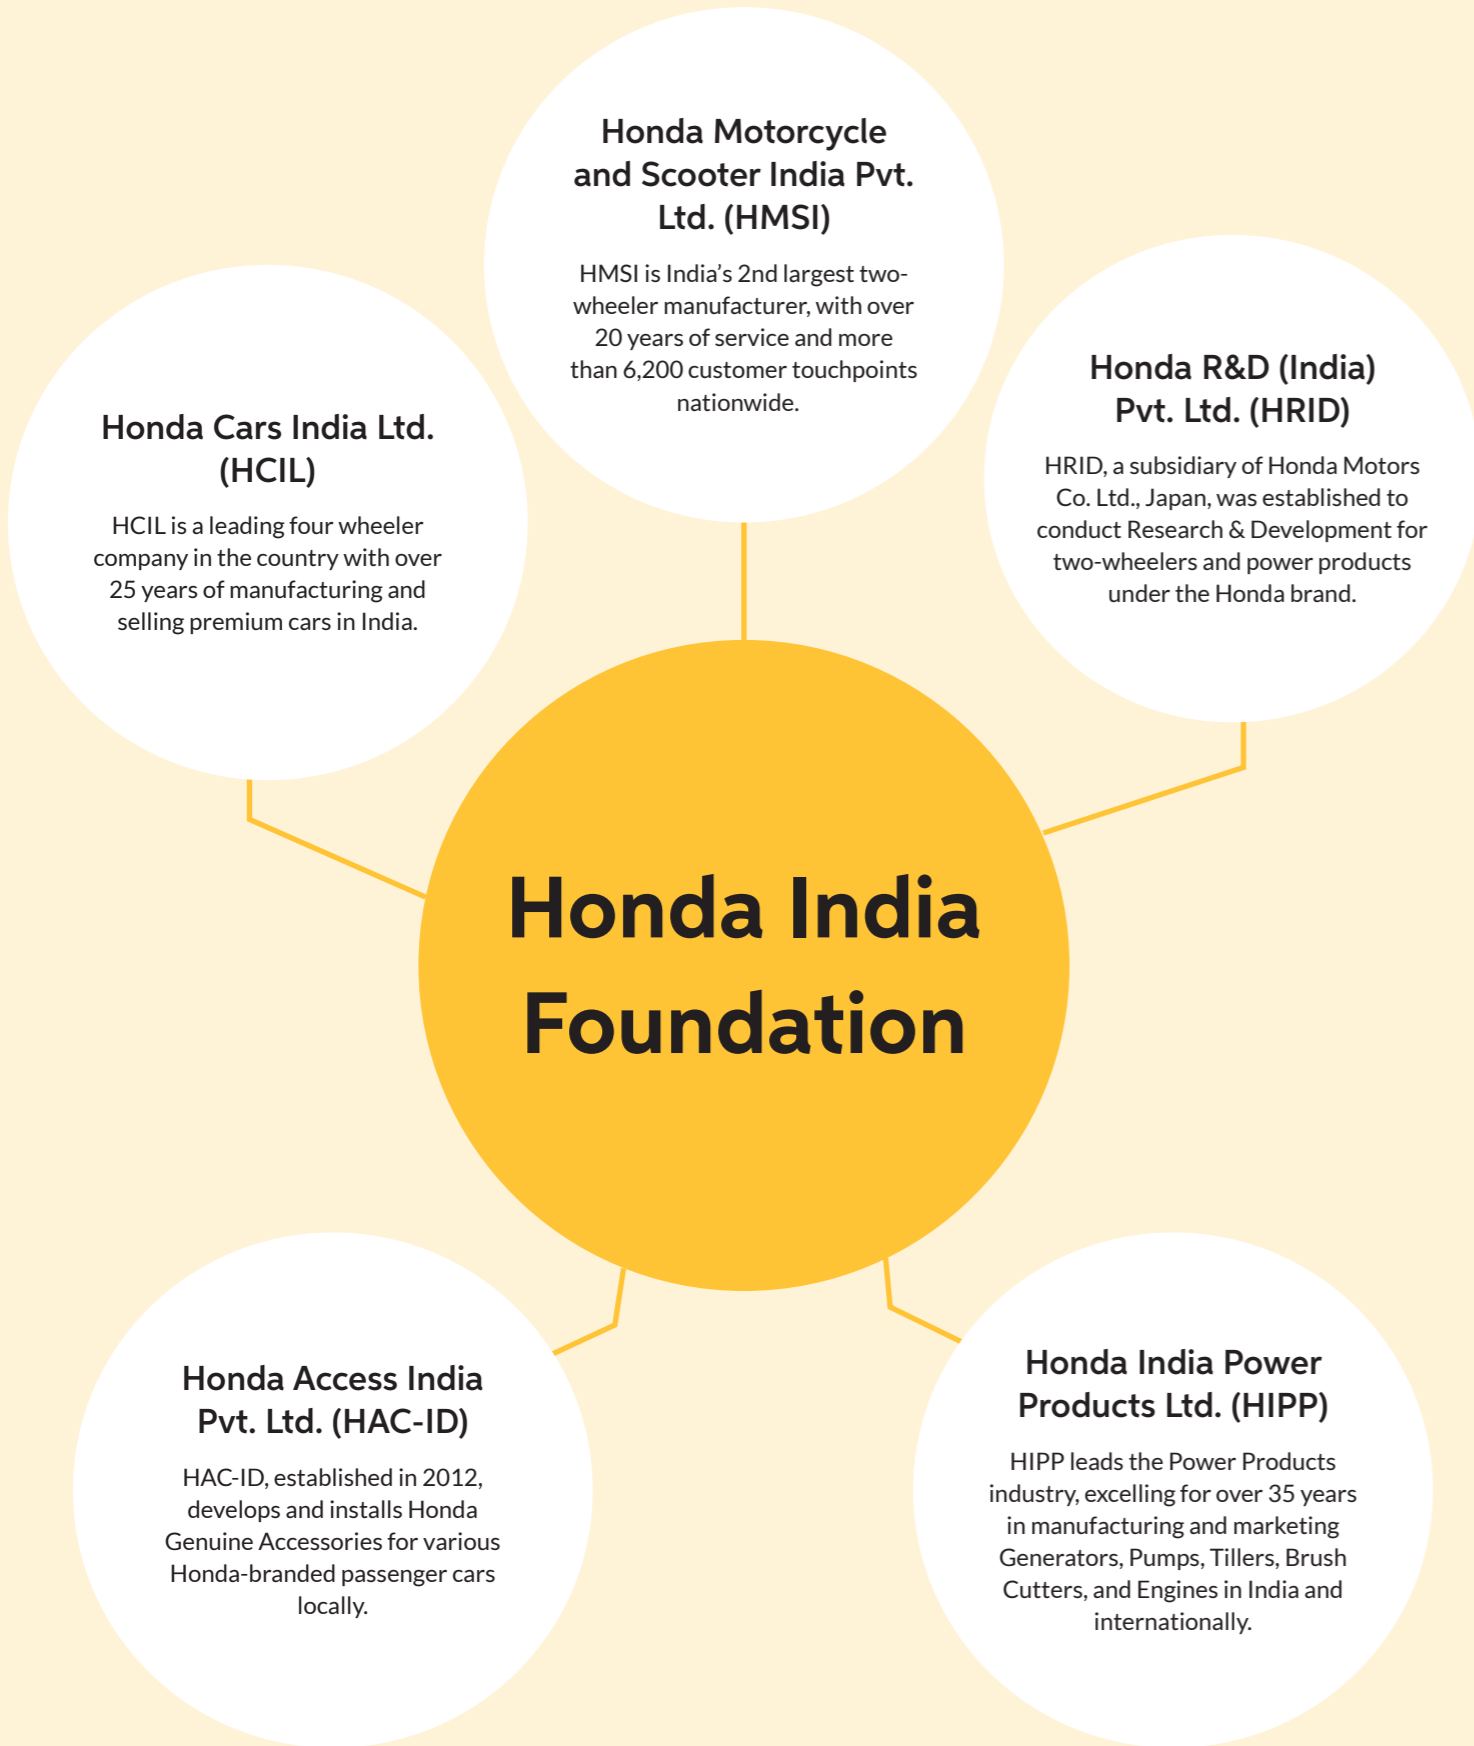 Honda Motorcycle
and Scooter India Pvt.
Ltd. (HMSI)
HMSI is India’s 2nd largest two-
wheeler manufacturer, with over
20 years of service and more
than 6,200 customer touchpoints
nationwide.
Honda Cars India Ltd.
(HCIL)
HCIL is a leading four wheeler
company in the country with over
25 years of manufacturing and
selling premium cars in India.
Honda R&D (India)
Pvt. Ltd. (HRID)
HRID, a subsidiary of Honda Motors
Co. Ltd., Japan, was established to
conduct Research & Development for
two-wheelers and power products
under the Honda brand.
Honda India
Foundation
Honda Access India
Pvt. Ltd. (HAC-ID)
HAC-ID, established in 2012,
develops and installs Honda
Genuine Accessories for various
Honda-branded passenger cars
locally.
Honda India Power
Products Ltd. (HIPP)
HIPP leads the Power Products
industry, excelling for over 35 years
in manufacturing and marketing
Generators, Pumps, Tillers, Brush
Cutters, and Engines in India and
internationally.